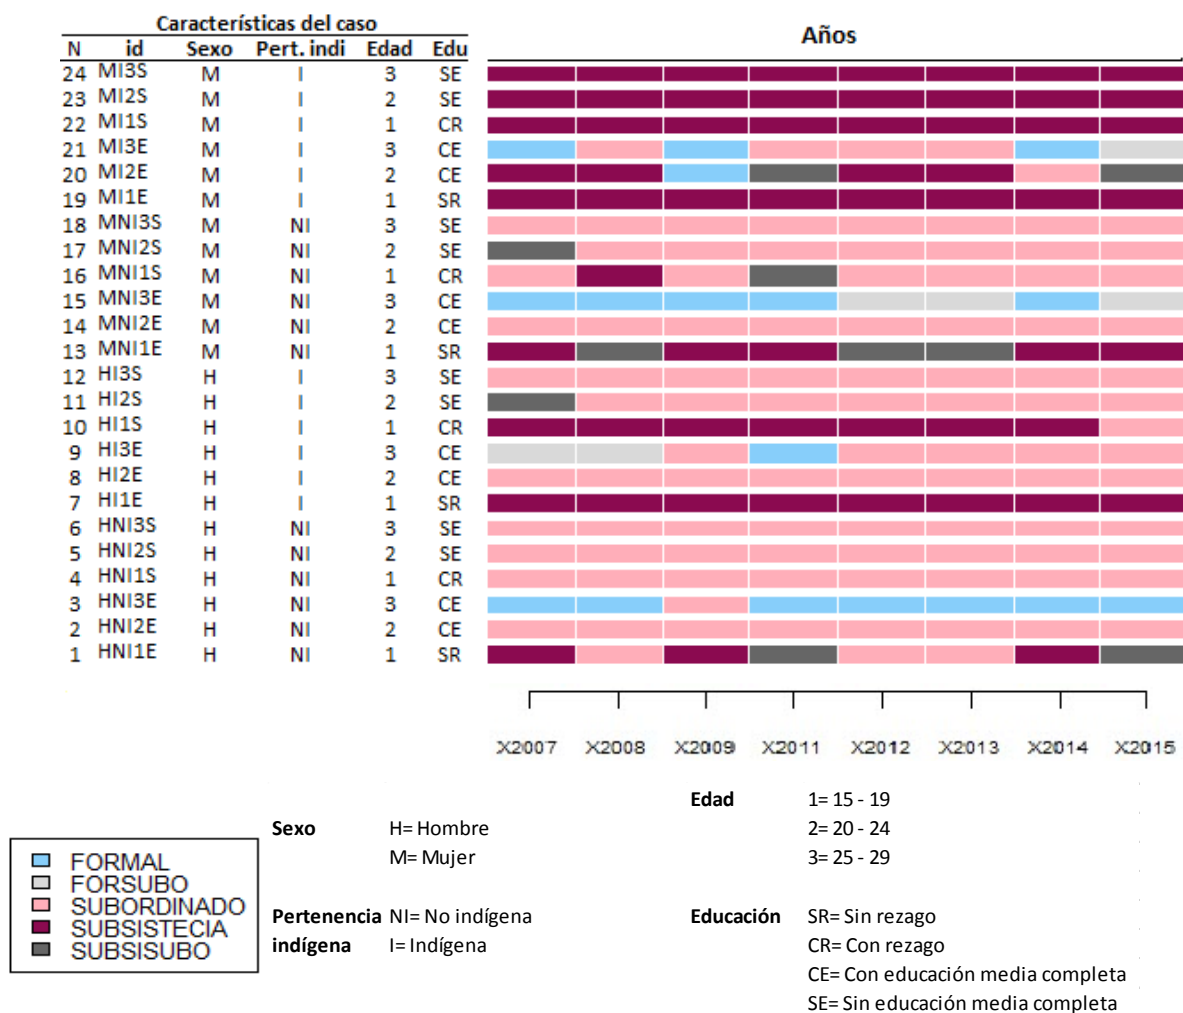 Características del caso
Años
N id Sexo Pert. indi Edad Edu
24 MI3S M I 3 SE
23 MI2S M I 2 SE
22 MI1S M I 1 CR
21 MI3E M I 3 CE
20 MI2E M I 2 CE
19 MI1E M I 1 SR
18 MNI3S M NI 3 SE
17 MNI2S M NI 2 SE
16 MNI1S M NI 1 CR
15 MNI3E M NI 3 CE
14 MNI2E M NI 2 CE
13 MNI1E M NI 1 SR
12 HI3S H I 3 SE
11 HI2S H I 2 SE
10 HI1S H I 1 CR
9 HI3E H I 3 CE
8 HI2E H I 2 CE
7 HI1E H I 1 SR
6 HNI3S H NI 3 SE
5 HNI2S H NI 2 SE
4 HNI1S H NI 1 CR
3 HNI3E H NI 3 CE
2 HNI2E H NI 2 CE
1 HNI1E H NI 1 SR
X2007 X2008 X2009 X2011 X2012 X2013 X2014 X2015
FORMAL
FORSUBO
SUBORDINADO
SUBSISTECIA
SUBSISUBO
Sexo H= Hombre
M= Mujer
Pertenencia NI= No indígena
indígena I= Indígena
Edad 1= 15 - 19
2= 20 - 24
3= 25 - 29
Educación SR= Sin rezago
CR= Con rezago
CE= Con educación media completa
SE= Sin educación media completa